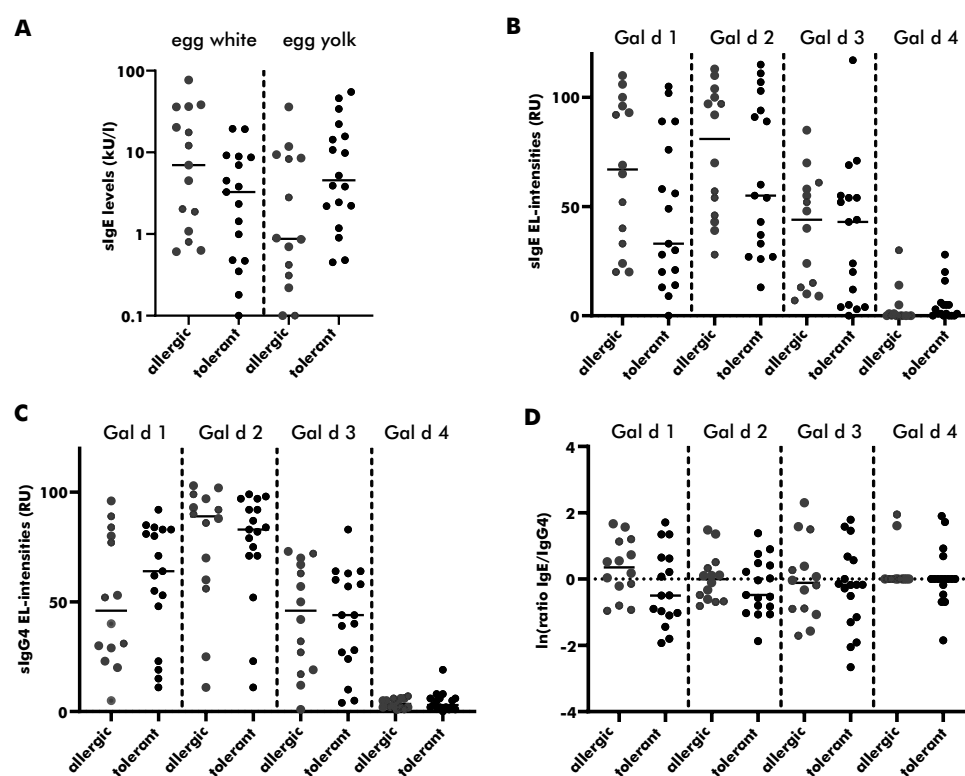 A
egg white egg yolk
sIgE levels (kU/l)
100
10
1
0.1
allergic tolerant allergic tolerant
B
Gal d 1 Gal d 2 Gal d 3 Gal d 4
sIgE EL-intensities (RU)
100
50
0
allergic tolerant allergic tolerant allergic tolerant allergic tolerant
C
Gal d 1 Gal d 2 Gal d 3 Gal d 4
sIgG4 EL-intensities (RU)
100
50
0
allergic tolerant allergic tolerant allergic tolerant allergic tolerant
D
Gal d 1 Gal d 2 Gal d 3 Gal d 4
ln(ratio IgE/IgG4)
4
2
0
-2
-4
allergic tolerant allergic tolerant allergic tolerant allergic tolerant